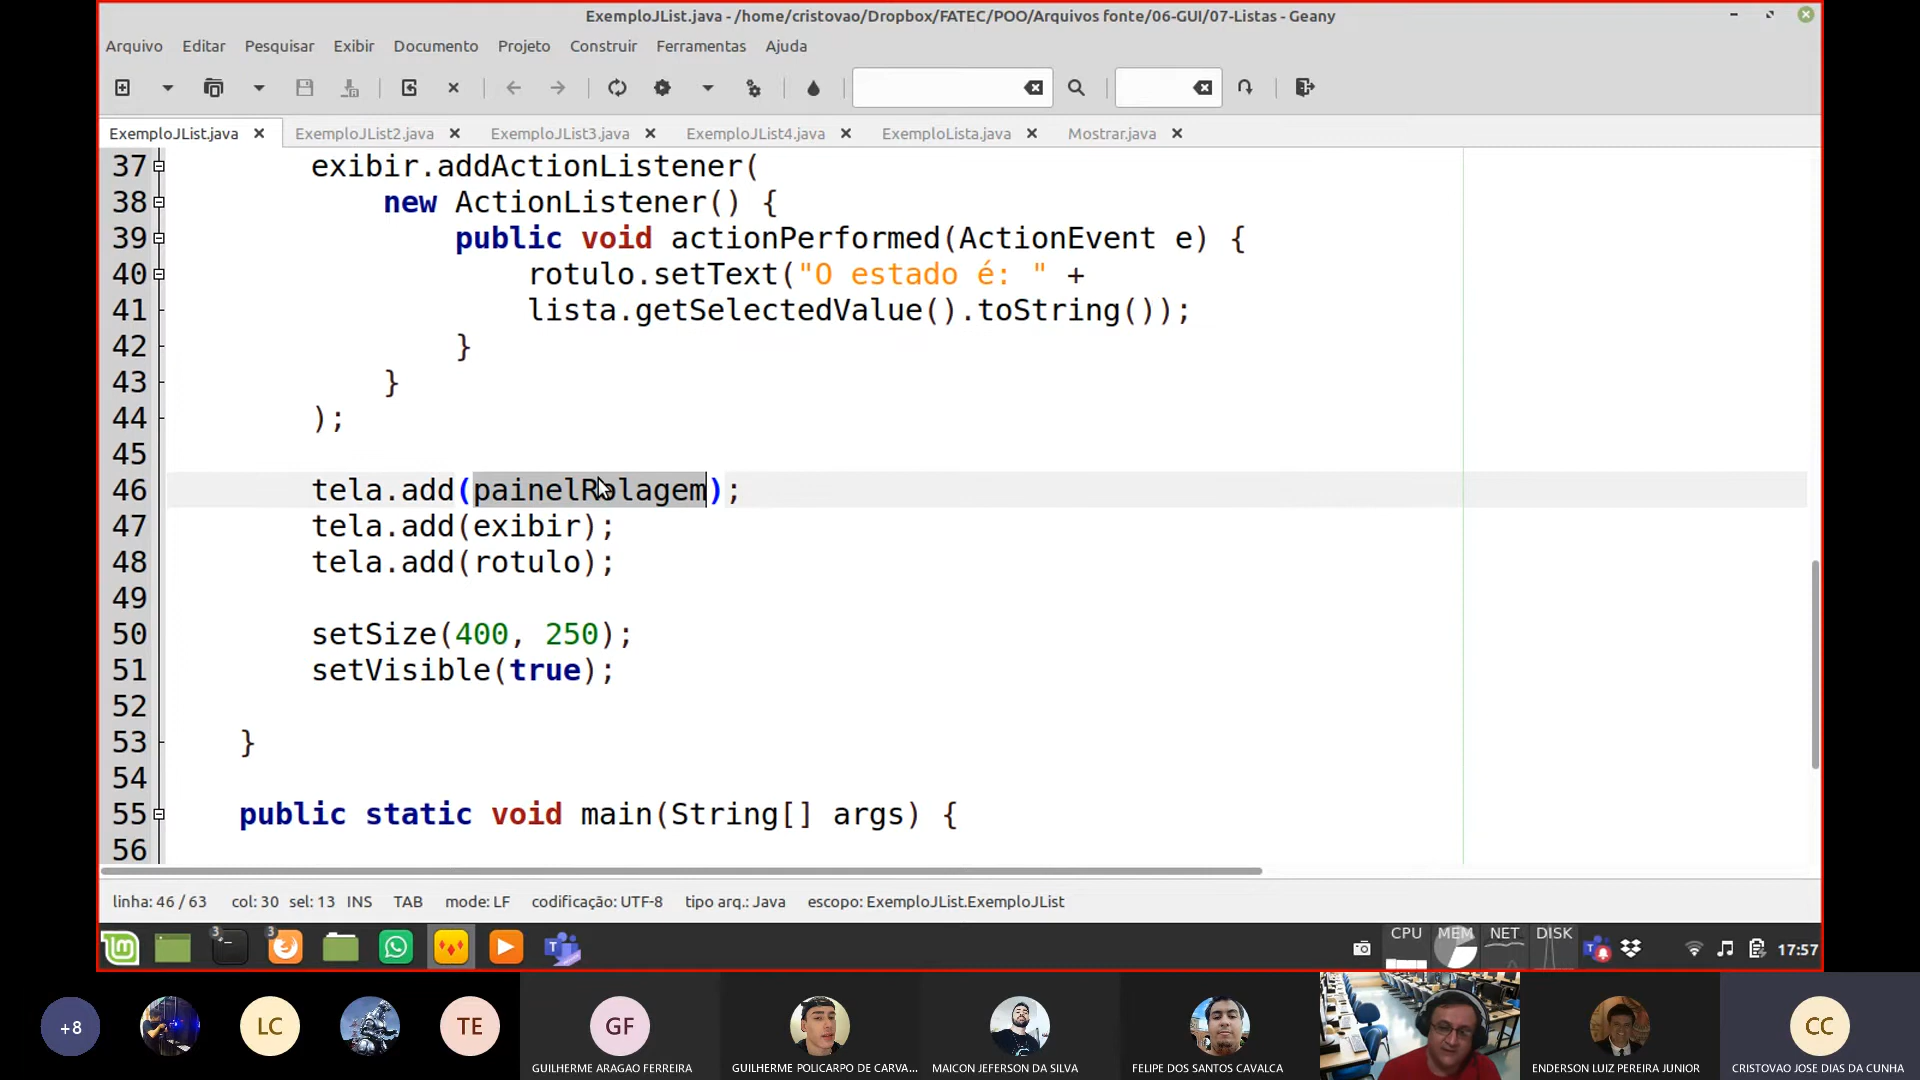 ExemploJList.java - /home/cristovao/Dropbox/FATEC/POO/Arquivos fonte/06-GUI/07-Listas - Geany
Arquivo Editar Pesquisar Exibir Documento Projeto Construir Ferramentas Ajuda
ExemploJList.java ExemploJList2.java ExemploJList3.java ExemploJList4.java ExemploLista.java Mostrar.java
37 exibir.addActionListener(
38 new ActionListener() {
39 public void actionPerformed(ActionEvent e) {
40 rotulo.setText("O estado é: " +
41 lista.getSelectedValue().toString());
42 }
43 }
44 );
45
46 tela.add(painelRolagem);
47 tela.add(exibir);
48 tela.add(rotulo);
49
50 setSize(400, 250);
51 setVisible(true);
52
53 }
54
55 public static void main(String[] args) {
56
linha: 46 / 63 col: 30 sel: 13 INS TAB mode: LF codificação: UTF-8 tipo arq.: Java escopo: ExemploJList.ExemploJList
3 3 CPU MEM NET DISK 17:57
+8 LC TE GF CC
GUILHERME ARAGAO FERREIRA GUILHERME POLICARPO DE CARVA... MAICON JEFERSON DA SILVA FELIPE DOS SANTOS CAVALCA ENDERSON LUIZ PEREIRA JUNIOR CRISTOVAO JOSE DIAS DA CUNHA